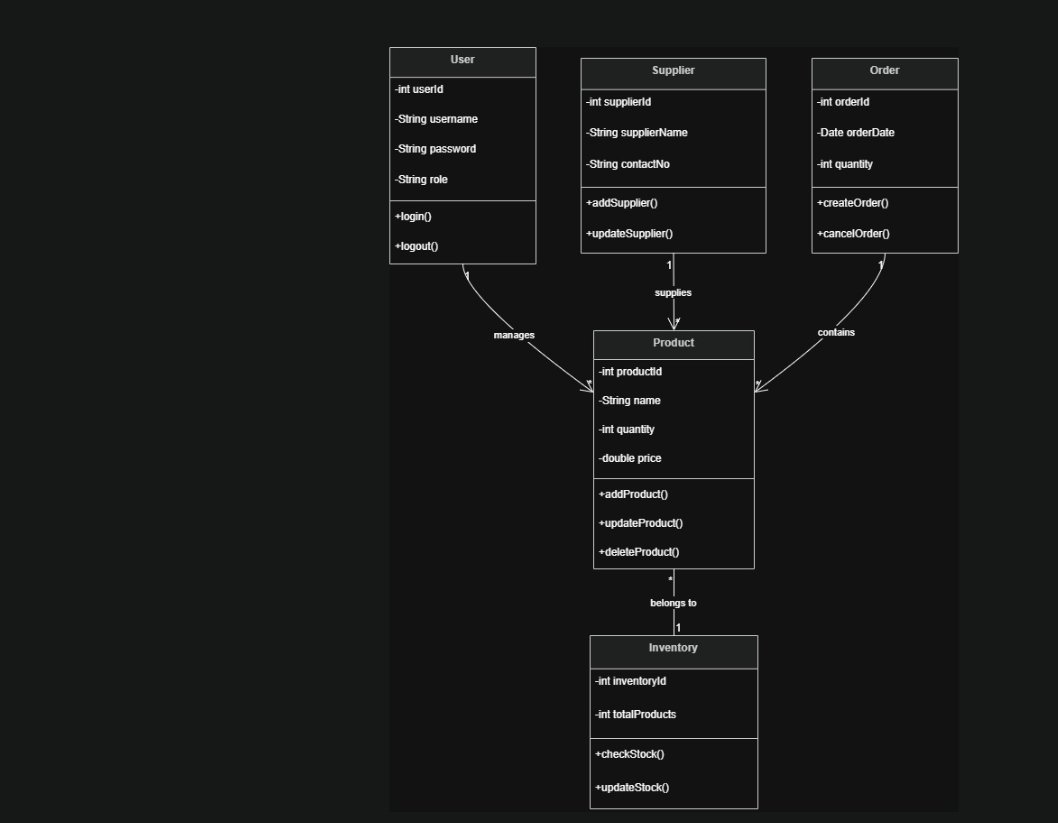 User
-int userId
-String username
-String password
-String role
+login()
+logout()
Supplier
-int supplierId
-String supplierName
-String contactNo
+addSupplier()
+updateSupplier()
Order
-int orderId
-Date orderDate
-int quantity
+createOrder()
+cancelOrder()
1
1
1
supplies
manages
contains
*
*
*
Product
-int productId
-String name
-int quantity
-double price
+addProduct()
+updateProduct()
+deleteProduct()
*
belongs to
1
Inventory
-int inventoryId
-int totalProducts
+checkStock()
+updateStock()